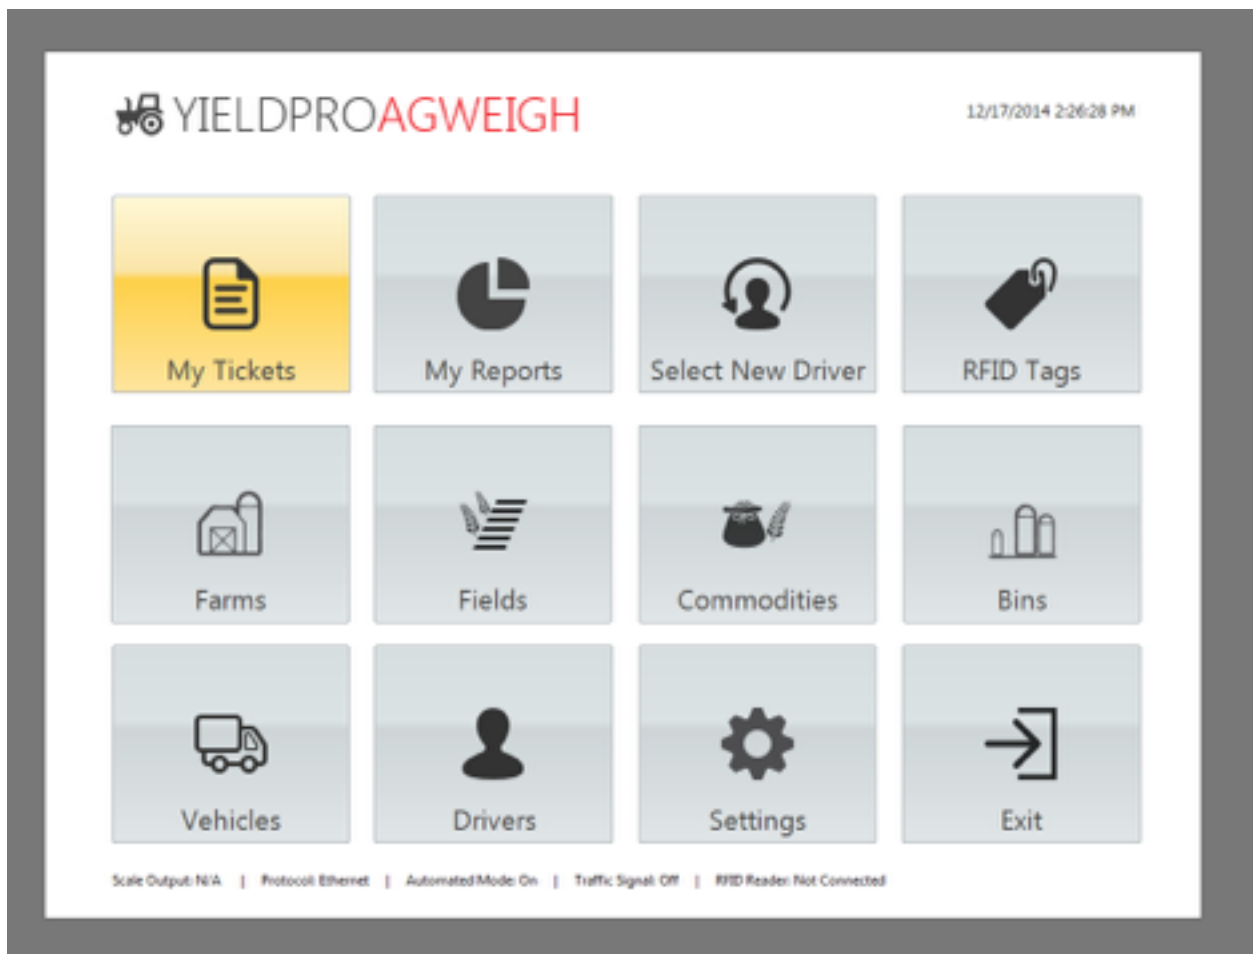 YIELDPROAGWEIGH
12/17/2014 2:26:28 PM
My Tickets
My Reports
Select New Driver
RFID Tags
Farms
Fields
Commodities
Bins
Vehicles
Drivers
Settings
Exit
Scale Output: N/A | Protocol: Ethernet | Automated Mode: On | Traffic Signal: Off | RFID Reader: Not Connected